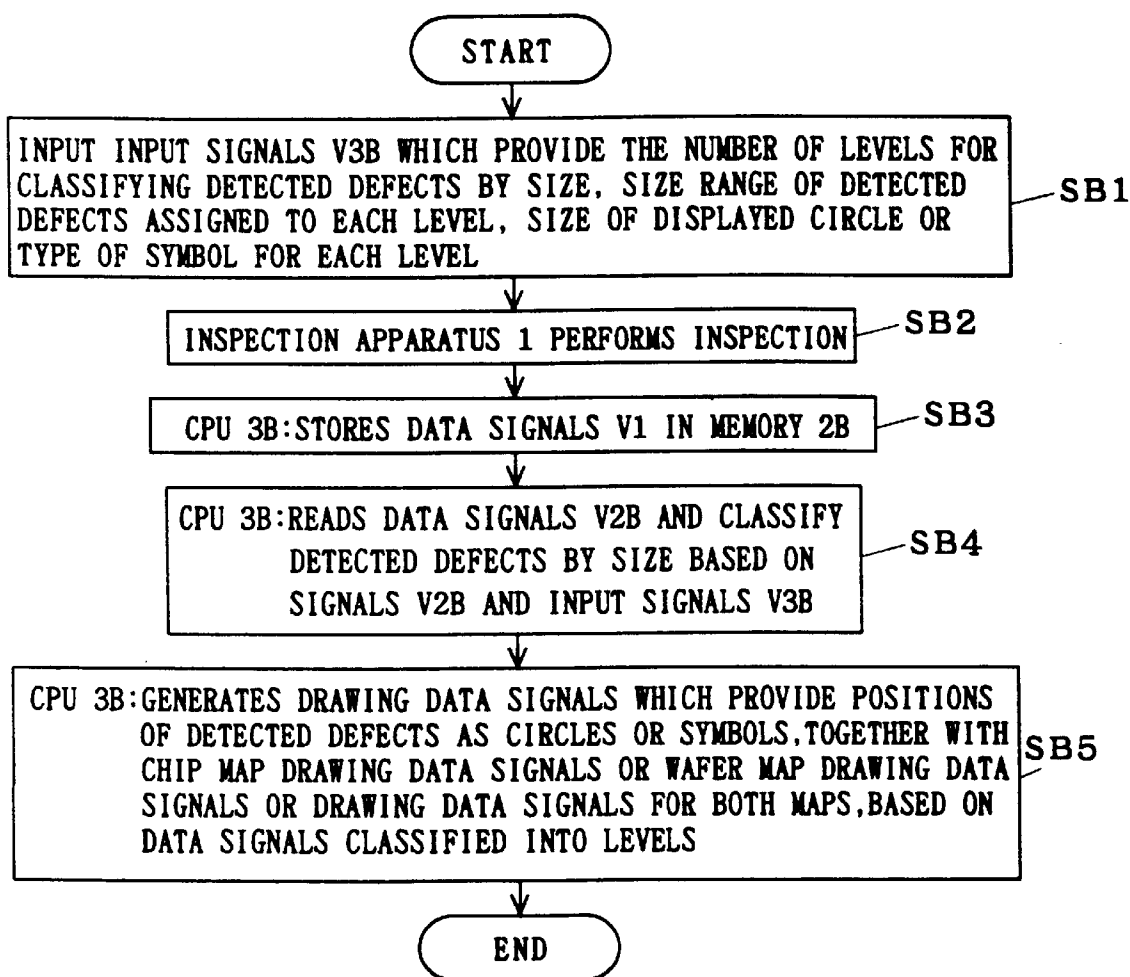 START
INPUT INPUT SIGNALS V3B WHICH PROVIDE THE NUMBER OF LEVELS FOR
CLASSIFYING DETECTED DEFECTS BY SIZE, SIZE RANGE OF DETECTED
DEFECTS ASSIGNED TO EACH LEVEL, SIZE OF DISPLAYED CIRCLE OR
TYPE OF SYMBOL FOR EACH LEVEL
SB1
INSPECTION APPARATUS 1 PERFORMS INSPECTION
SB2
CPU 3B:STORES DATA SIGNALS V1 IN MEMORY 2B
SB3
CPU 3B:READS DATA SIGNALS V2B AND CLASSIFY
DETECTED DEFECTS BY SIZE BASED ON
SIGNALS V2B AND INPUT SIGNALS V3B
SB4
CPU 3B:GENERATES DRAWING DATA SIGNALS WHICH PROVIDE POSITIONS
OF DETECTED DEFECTS AS CIRCLES OR SYMBOLS,TOGETHER WITH
CHIP MAP DRAWING DATA SIGNALS OR WAFER MAP DRAWING DATA
SIGNALS OR DRAWING DATA SIGNALS FOR BOTH MAPS,BASED ON
DATA SIGNALS CLASSIFIED INTO LEVELS
SB5
END